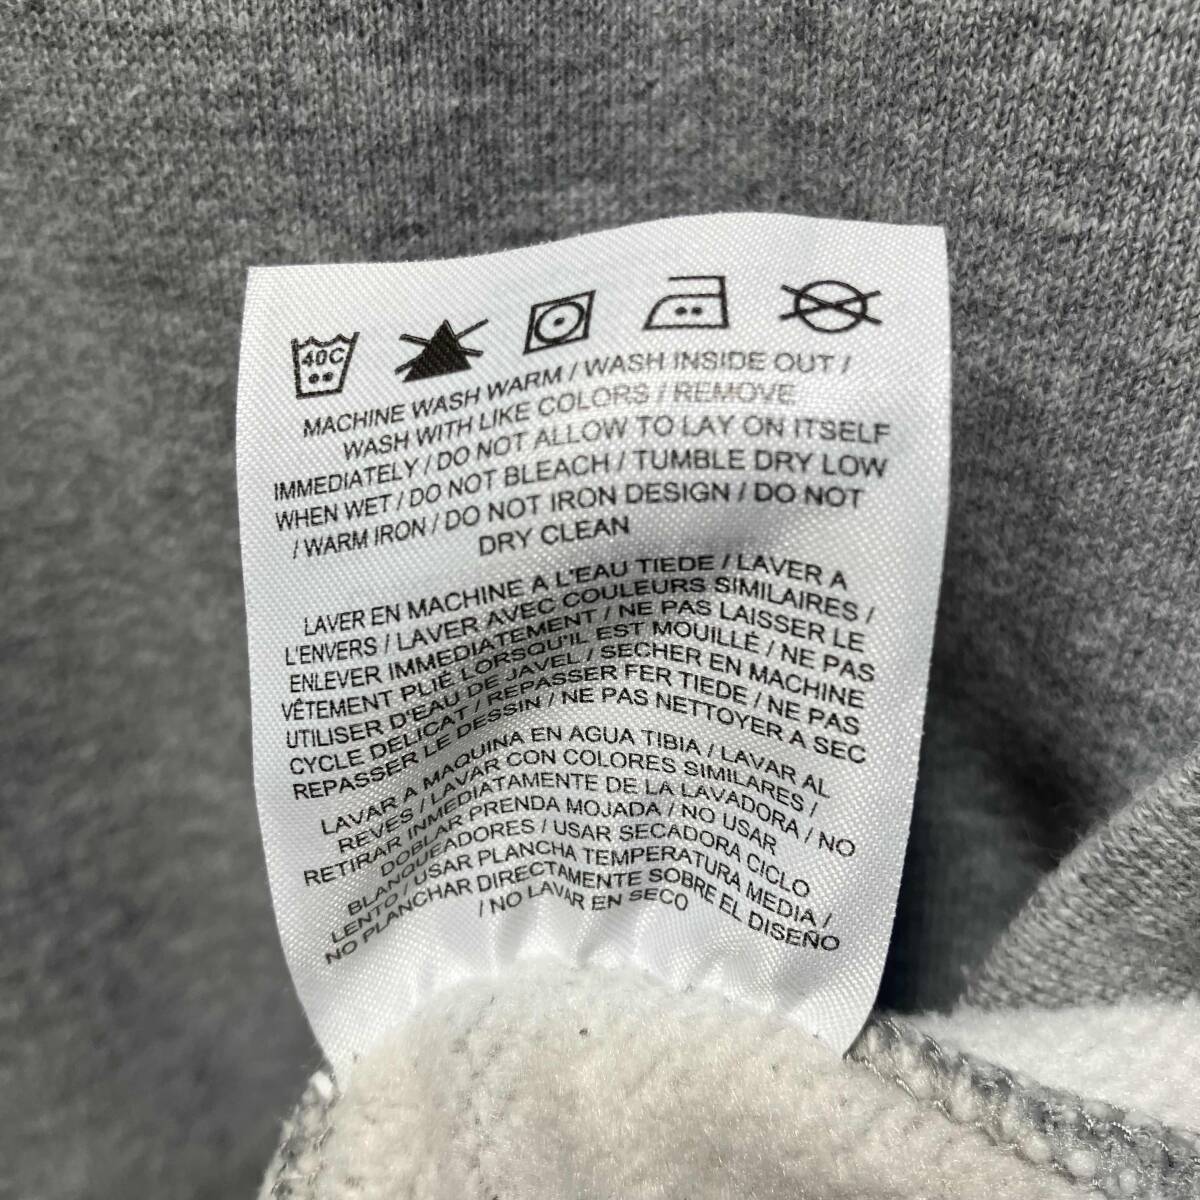 40C
MACHINE WASH WARM / WASH INSIDE OUT /
WASH WITH LIKE COLORS / REMOVE
IMMEDIATELY / DO NOT ALLOW TO LAY ON ITSELF
WHEN WET / DO NOT BLEACH / TUMBLE DRY LOW
/ WARM IRON / DO NOT IRON DESIGN / DO NOT
DRY CLEAN
LAVER EN MACHINE A L'EAU TIEDE / LAVER A
L'ENVERS / LAVER AVEC COULEURS SIMILAIRES /
ENLEVER IMMEDIATEMENT / NE PAS LAISSER LE
VÊTEMENT PLIE LORSQU'IL EST MOUILLÉ / NE PAS
UTILISER D'EAU DE JAVEL / SECHER EN MACHINE
CYCLE DELICAT / REPASSER FER TIEDE / NE PAS
REPASSER LE DESSIN / NE PAS NETTOYER A SEC
LAVAR A MAQUINA EN AGUA TIBIA / LAVAR AL
REVES / LAVAR CON COLORES SIMILARES /
RETIRAR INMEDIATAMENTE DE LA LAVADORA / NO
DOBLAR PRENDA MOJADA / NO USAR
BLANQUEADORES / USAR SECADORA CICLO
LENTO / USAR PLANCHA TEMPERATURA MEDIA /
NO PLANCHAR DIRECTAMENTE SOBRE EL DISEÑO
/ NO LAVAR EN SECO